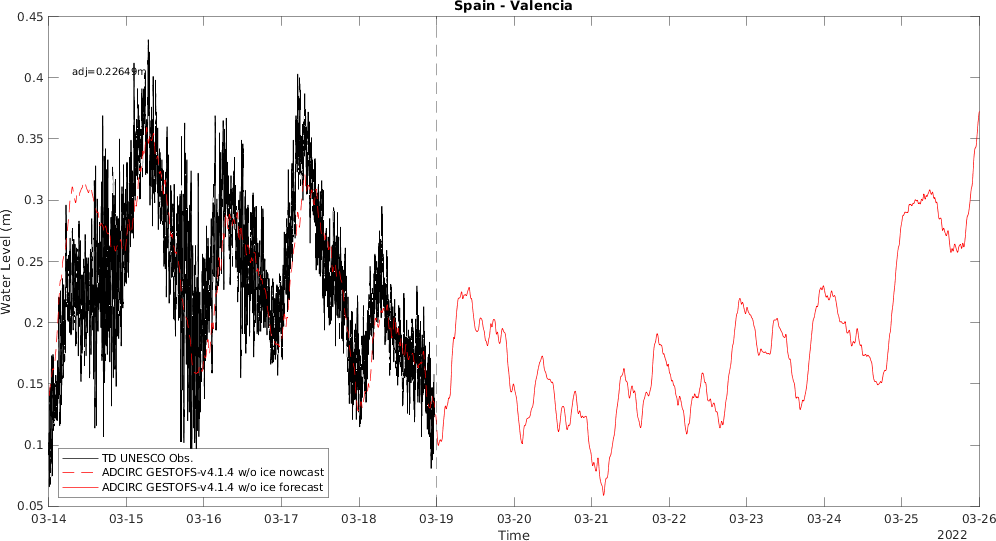 Spain - Valencia
adj=0.22649m
Water Level (m)
0.45
0.4
0.35
0.3
0.25
0.2
0.15
0.1
0.05
TD UNESCO Obs.
ADCIRC GESTOFS-v4.1.4 w/o ice nowcast
ADCIRC GESTOFS-v4.1.4 w/o ice forecast
03-14 03-15 03-16 03-17 03-18 03-19 03-20 03-21 03-22 03-23 03-24 03-25 03-26
Time
2022